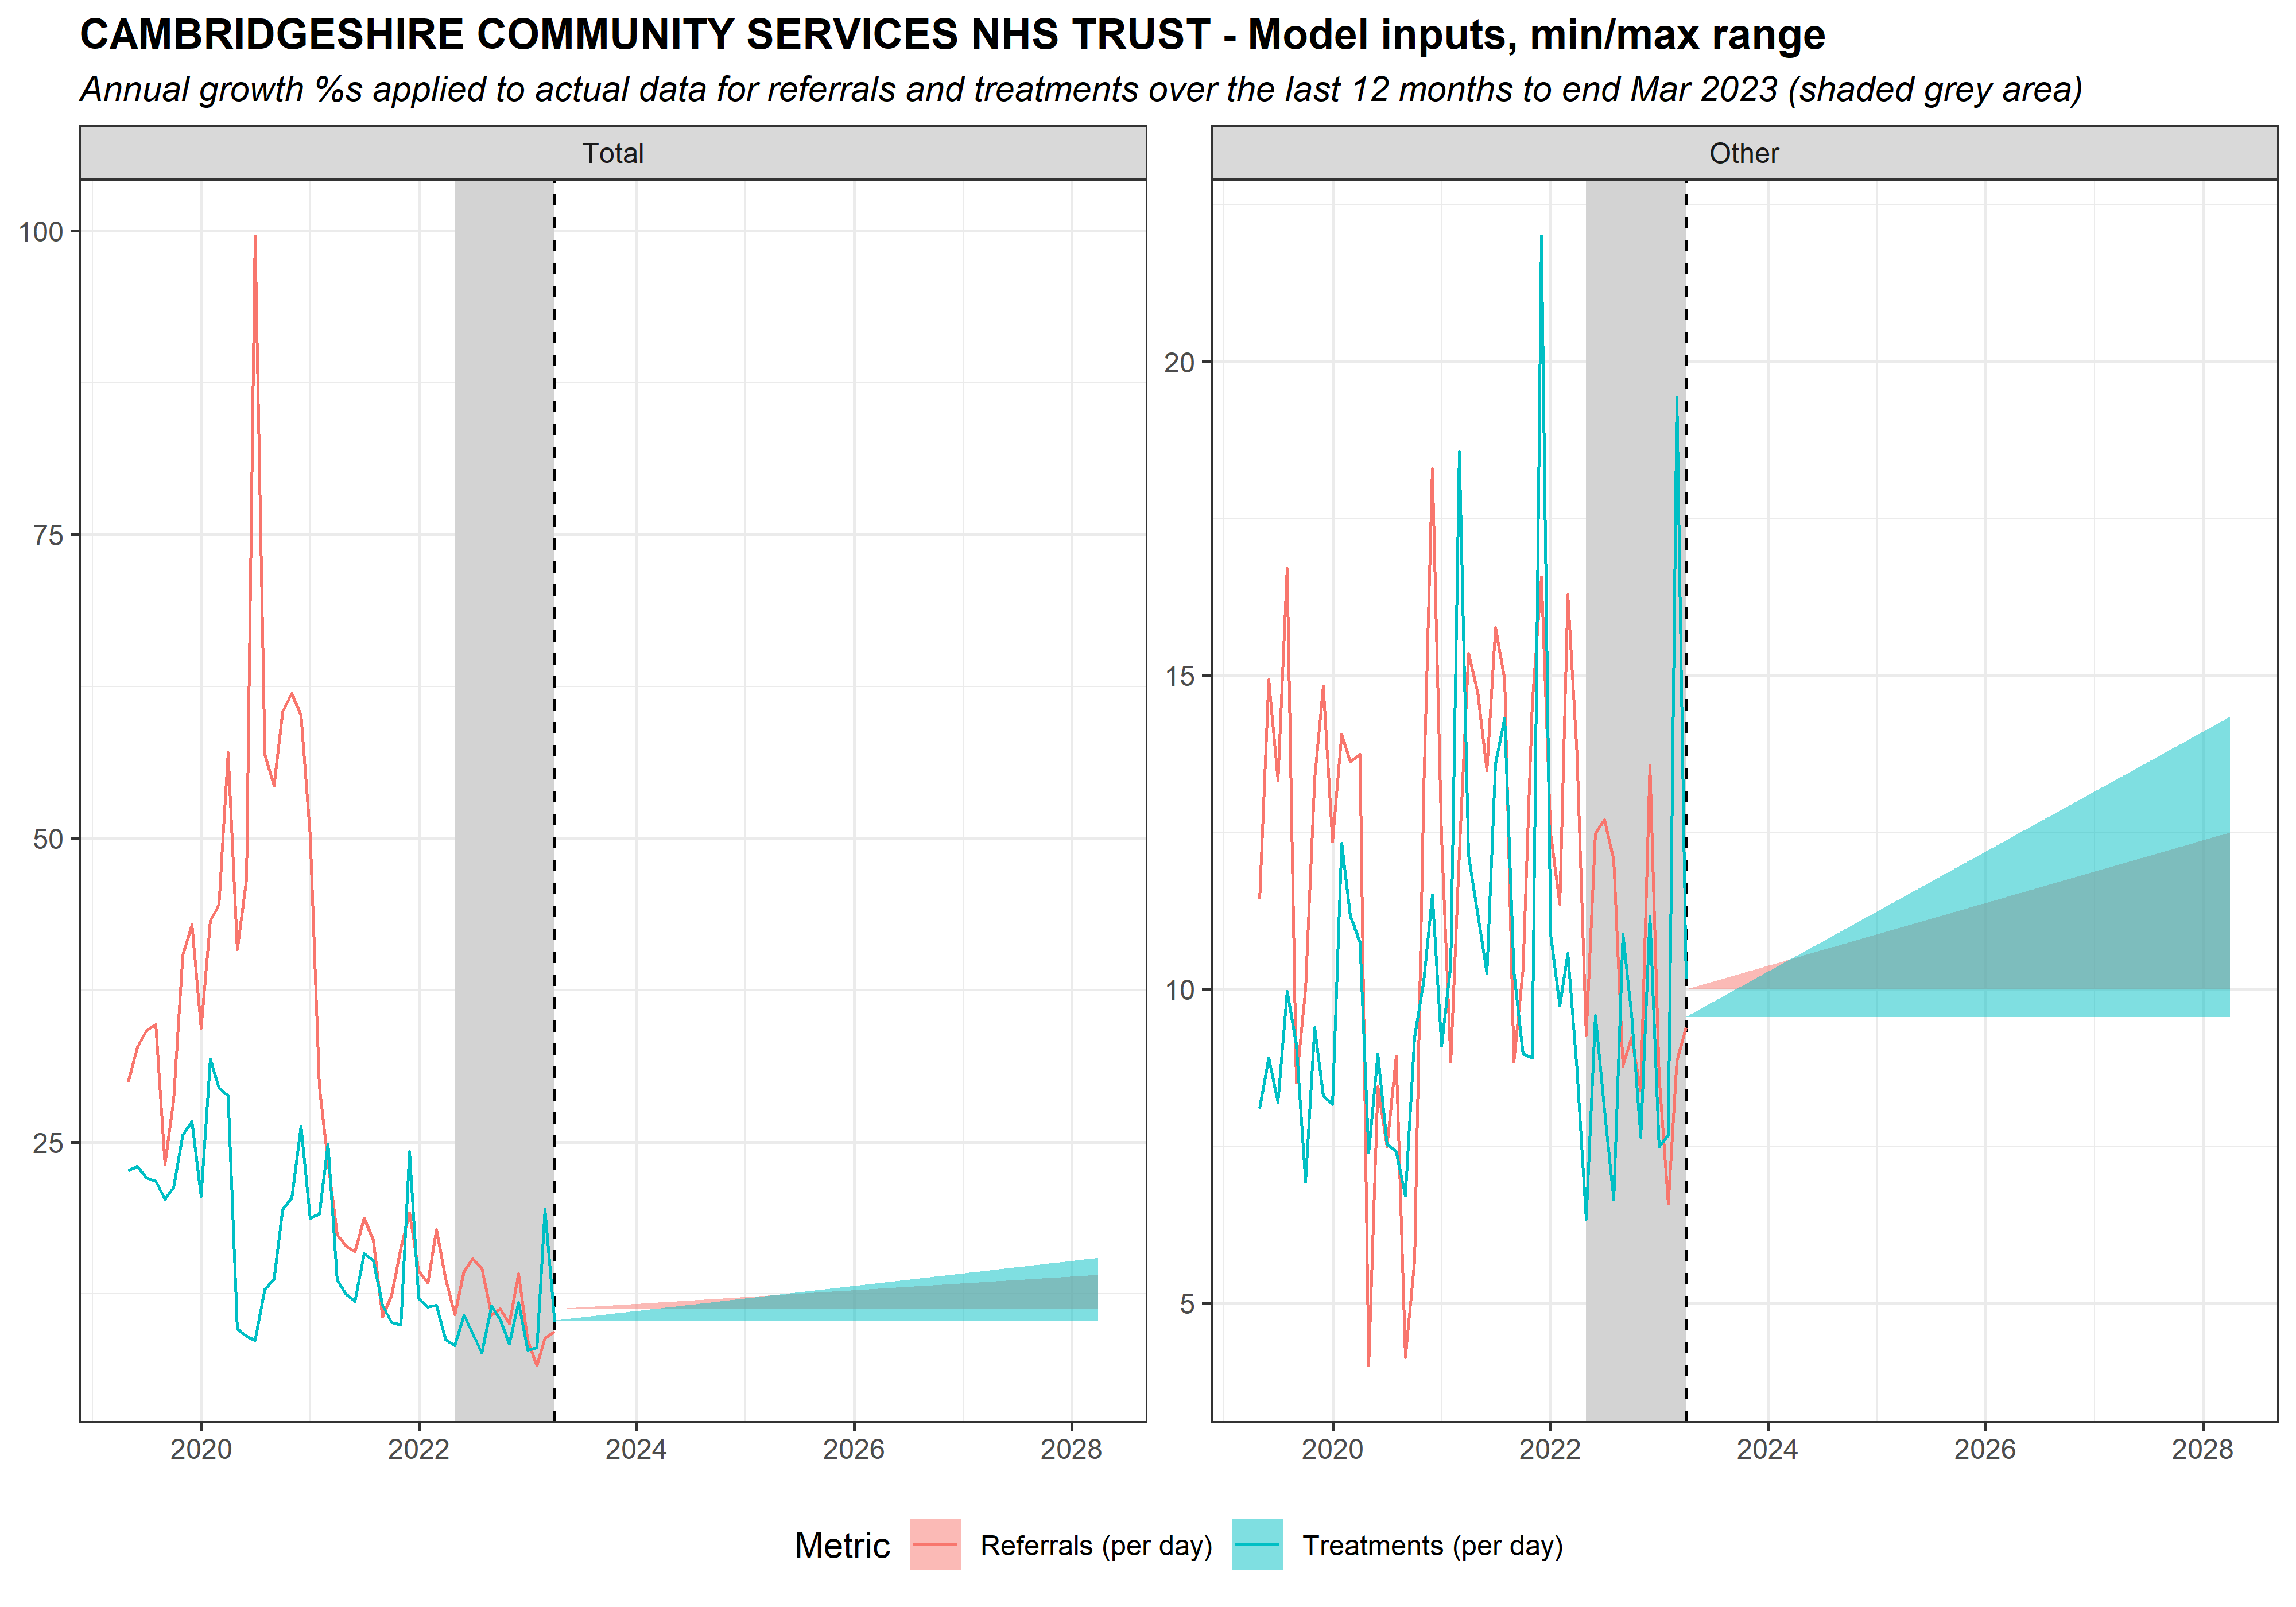 CAMBRIDGESHIRE COMMUNITY SERVICES NHS TRUST - Model inputs, min/max range
Annual growth %s applied to actual data for referrals and treatments over the last 12 months to end Mar 2023 (shaded grey area)
Total
Other
100
75
50
25
20
15
10
5
2020 2022 2024 2026 2028
2020 2022 2024 2026 2028
Metric Referrals (per day) Treatments (per day)